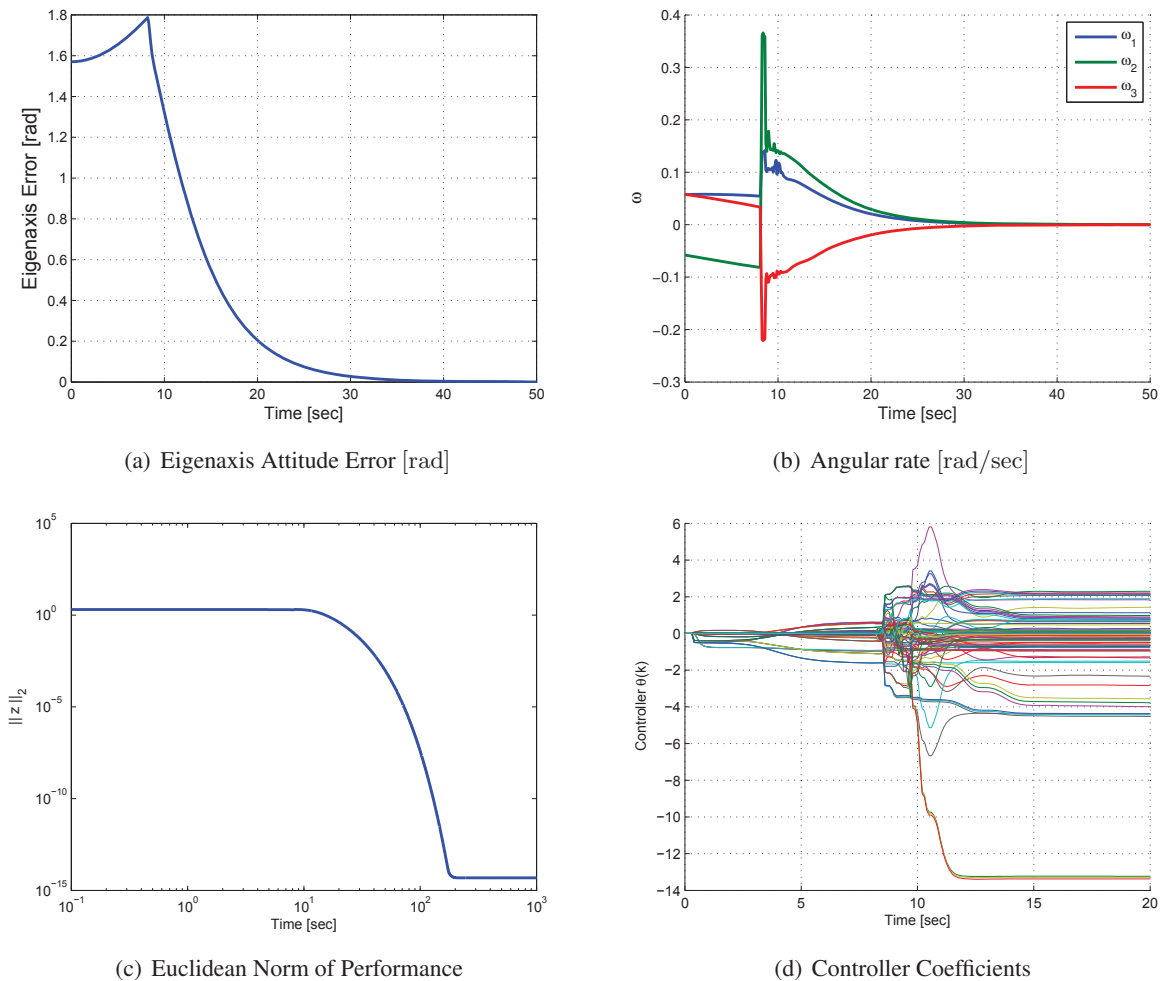 1.8
1.6
1.4
1.2
1
0.8
0.6
0.4
0.2
0
Eigenaxis Error [rad]
0 10 20 30 40 50
Time [sec]
(a) Eigenaxis Attitude Error [rad]
0.4
0.3
0.2
0.1
0
−0.1
−0.2
−0.3
ω
ω1
ω2
ω3
0 10 20 30 40 50
Time [sec]
(b) Angular rate [rad/sec]
10^5
10^0
10^−5
10^−10
10^−15
|| z ||2
10^−1 10^0 10^1 10^2 10^3
Time [sec]
(c) Euclidean Norm of Performance
6
4
2
0
−2
−4
−6
−8
−10
−12
−14
Controller θ(k)
0 5 10 15 20
Time [sec]
(d) Controller Coefficients